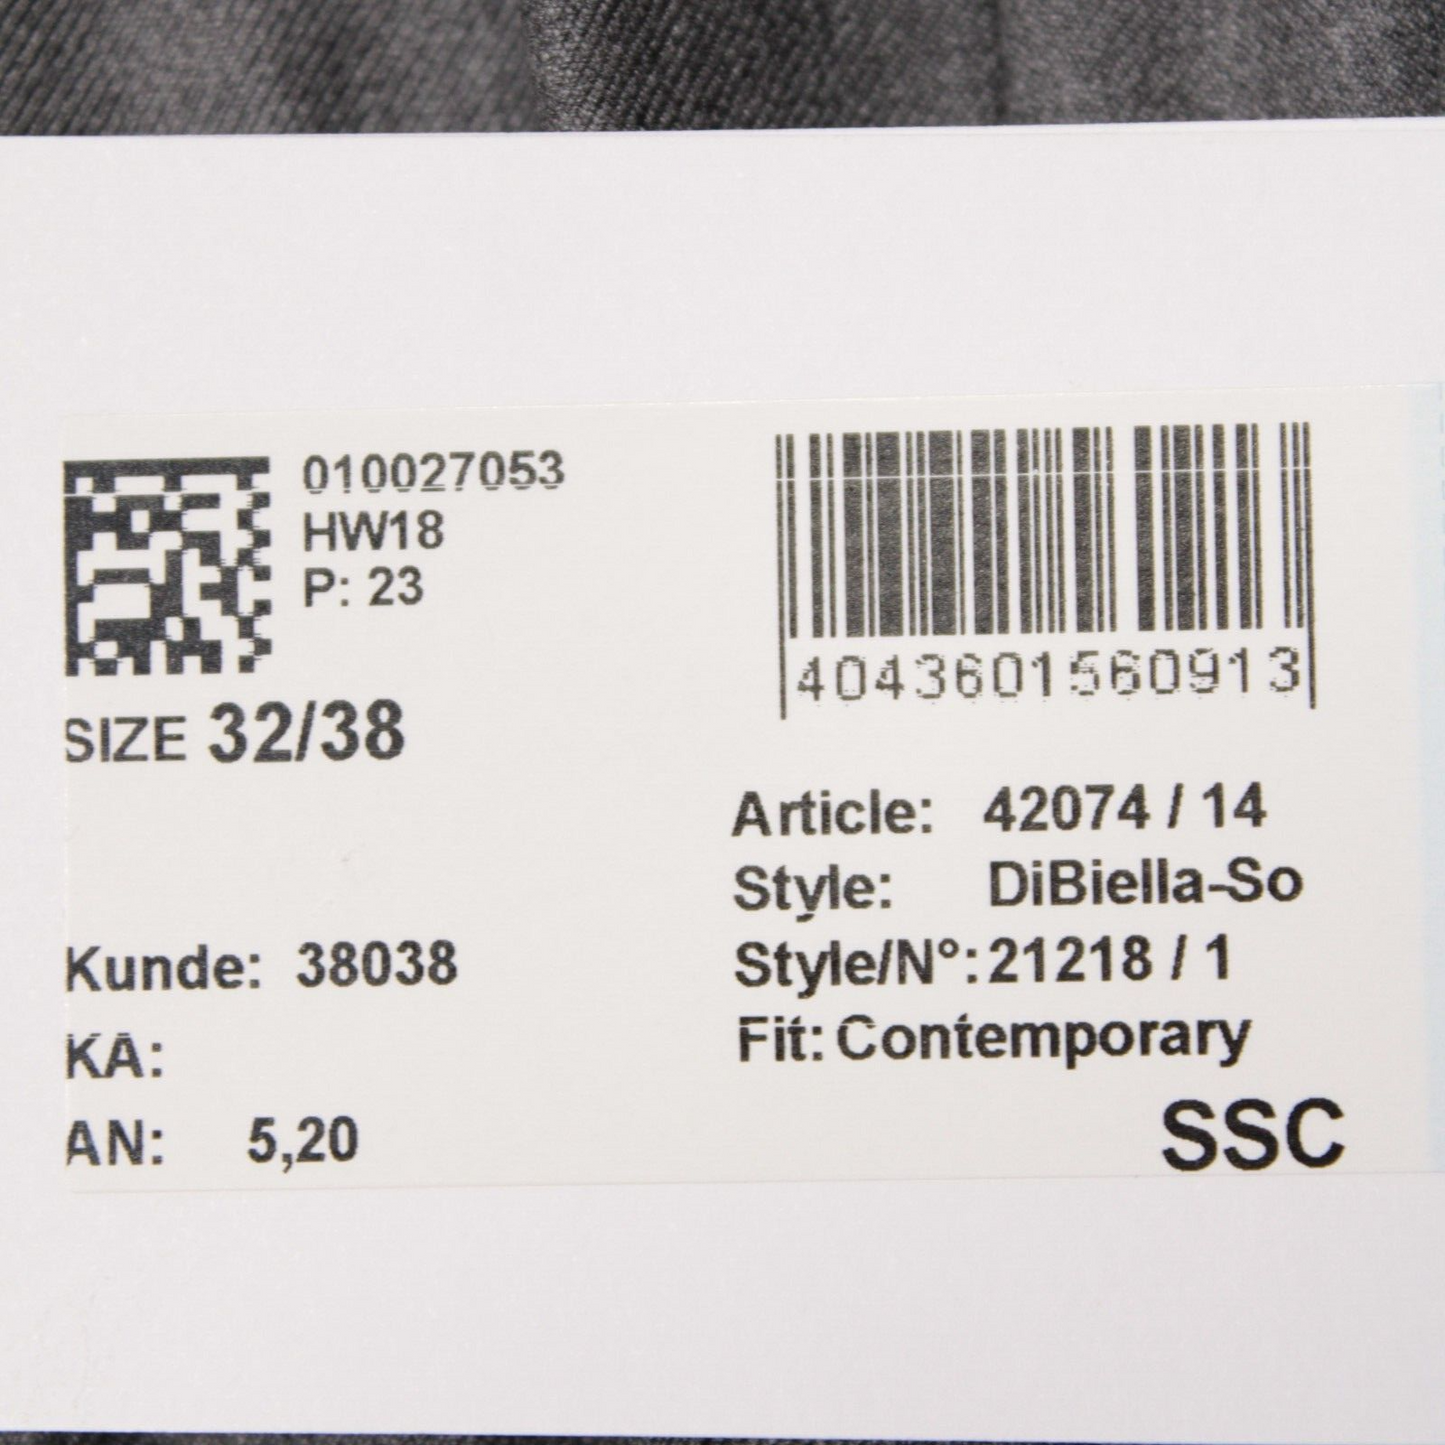 010027053
HW18
P: 23
SIZE 32/38
4043601560913
Article: 42074 / 14
Style: DiBiella-So
Style/N°: 21218 / 1
Fit: Contemporary
SSC
Kunde: 38038
KA:
AN: 5,20